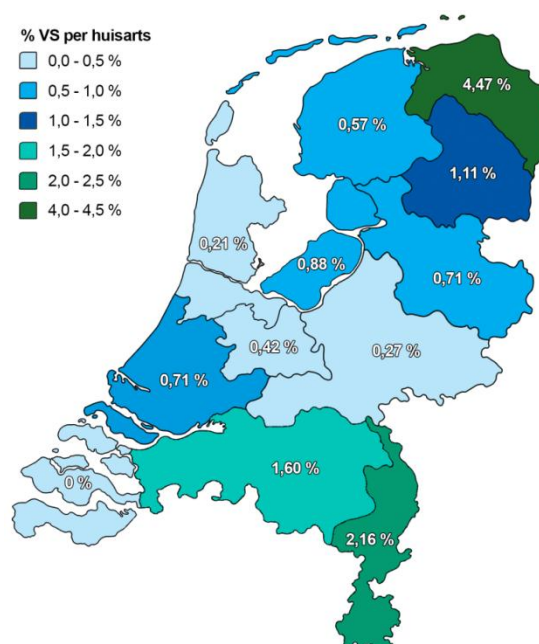 % VS per huisarts
0,0 - 0,5 %
0,5 - 1,0 %
1,0 - 1,5 %
1,5 - 2,0 %
2,0 - 2,5 %
4,0 - 4,5 %
4,47 %
0,57 %
1,11 %
0,21 %
0,88 %
0,71 %
0,42 %
0,27 %
0,71 %
1,60 %
0 %
2,16 %